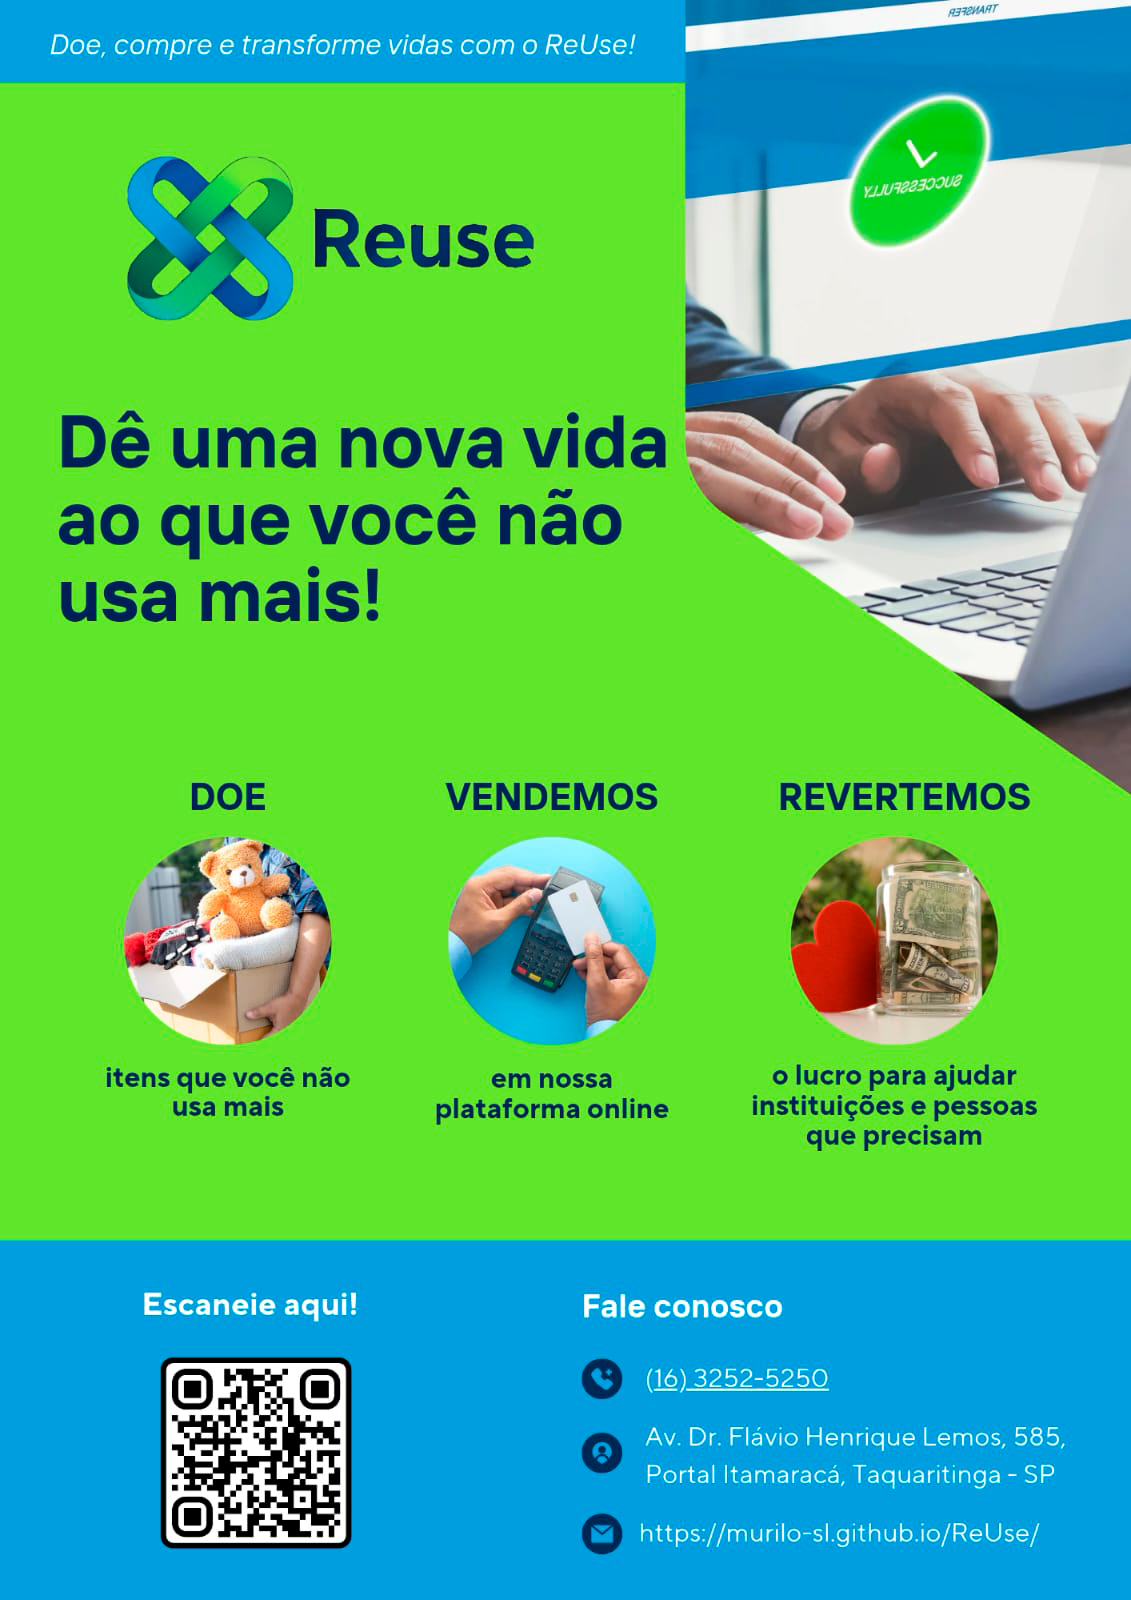 Doe, compre e transforme vidas com o ReUse!
TRANSFER
SUCCESSFULLY
Reuse
Dê uma nova vida
ao que você não
usa mais!
DOE
VENDEMOS
REVERTEMOS
itens que você não
usa mais
em nossa
plataforma online
o lucro para ajudar
instituições e pessoas
que precisam
Escaneie aqui!
Fale conosco
(16) 3252-5250
Av. Dr. Flávio Henrique Lemos, 585,
Portal Itamaracá, Taquaritinga - SP
https://murilo-sl.github.io/ReUse/